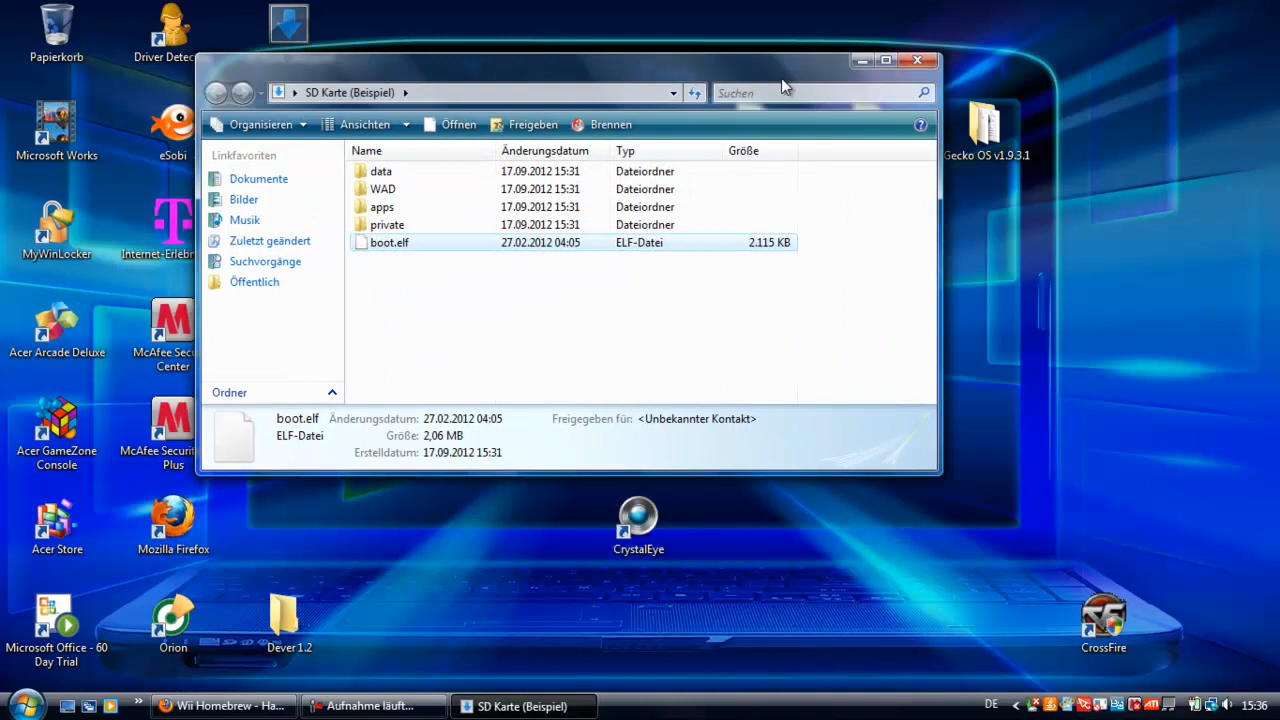 Papierkorb
Driver Detec
Microsoft Works
eSobi
MyWinLocker
Internet-Erlebr
Acer Arcade Deluxe
McAfee Secu
Center
Acer GameZone
Console
McAfee Securit
Plus
Acer Store
Mozilla Firefox
Microsoft Office - 60
Day Trial
Orion
Dever 1.2
CrystalEye
Gecko OS v1.9.3.1
CrossFire
SD Karte (Beispiel)
Suchen
Organisieren
Ansichten
Öffnen
Freigeben
Brennen
Linkfavoriten
Dokumente
Bilder
Musik
Zuletzt geändert
Suchvorgänge
Öffentlich
Ordner
Name Änderungsdatum Typ Größe
data 17.09.2012 15:31 Dateiordner
WAD 17.09.2012 15:31 Dateiordner
apps 17.09.2012 15:31 Dateiordner
private 17.09.2012 15:31 Dateiordner
boot.elf 27.02.2012 04:05 ELF-Datei 2.115 KB
boot.elf Änderungsdatum: 27.02.2012 04:05 Freigegeben für: <Unbekannter Kontakt>
ELF-Datei Größe: 2,06 MB
Erstelldatum: 17.09.2012 15:31
» Wii Homebrew - Ha... Aufnahme läuft... SD Karte (Beispiel) DE ATI 15:36